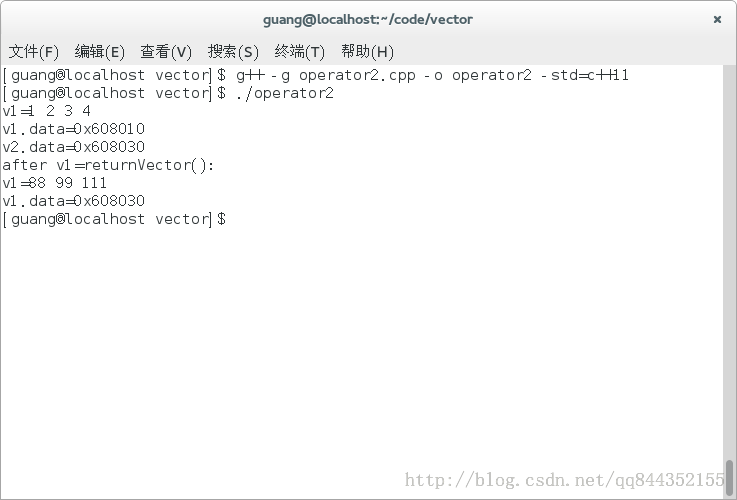 guang@localhost:~/code/vector
文件(F) 编辑(E) 查看(V) 搜索(S) 终端(T) 帮助(H)
[guang@localhost vector]$ g++ -g operator2.cpp -o operator2 -std=c++11
[guang@localhost vector]$ ./operator2
v1=1 2 3 4
v1.data=0x608010
v2.data=0x608030
after v1=returnVector():
v1=88 99 111
v1.data=0x608030
[guang@localhost vector]$
http://blog.csdn.net/qq844352155